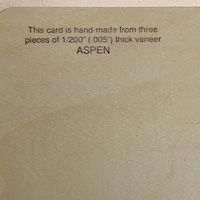 This card is hand-made from three
pieces of 1/200" (.005") thick veneer
ASPEN